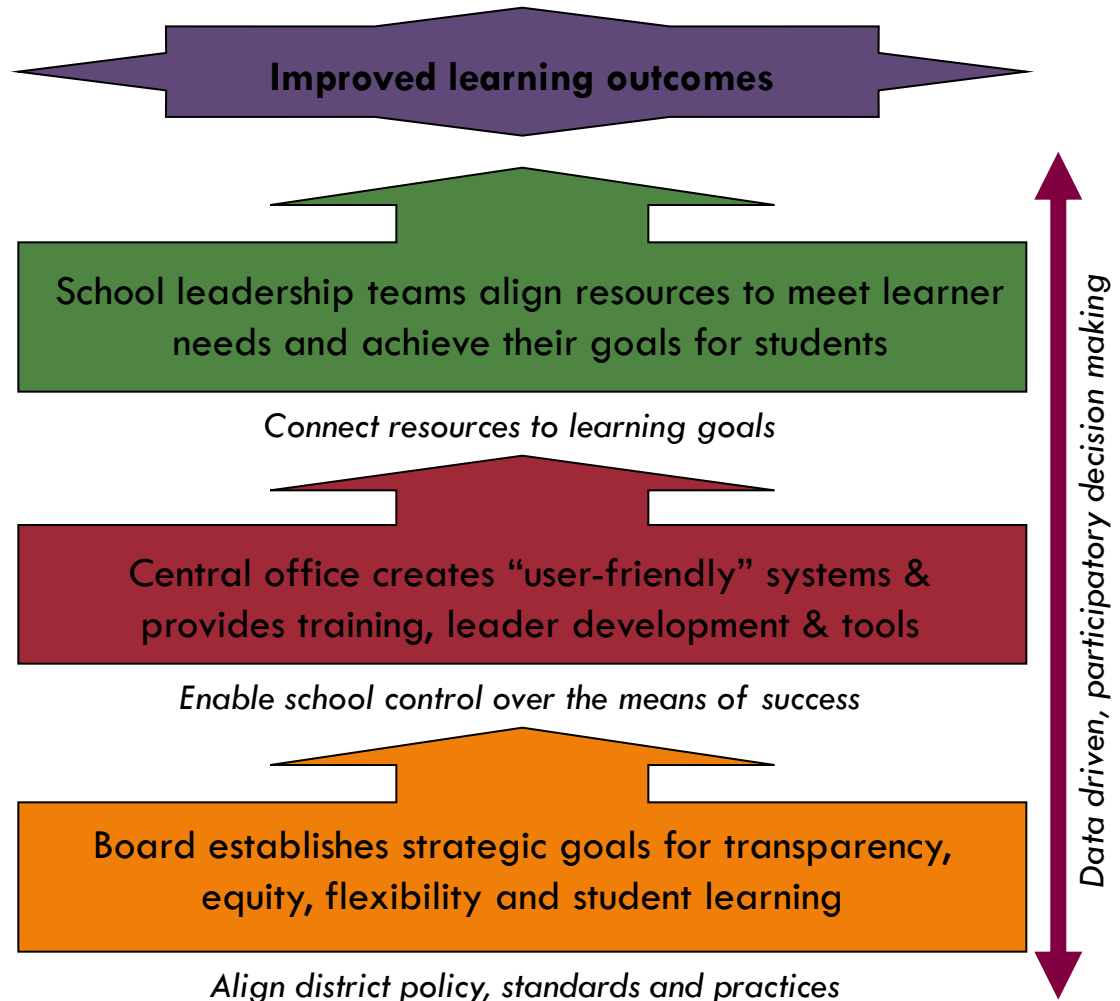 Improved learning outcomes
School leadership teams align resources to meet learner
needs and achieve their goals for students
Connect resources to learning goals
Central office creates “user-friendly” systems &
provides training, leader development & tools
Enable school control over the means of success
Board establishes strategic goals for transparency,
equity, flexibility and student learning
Align district policy, standards and practices
Data driven, participatory decision making